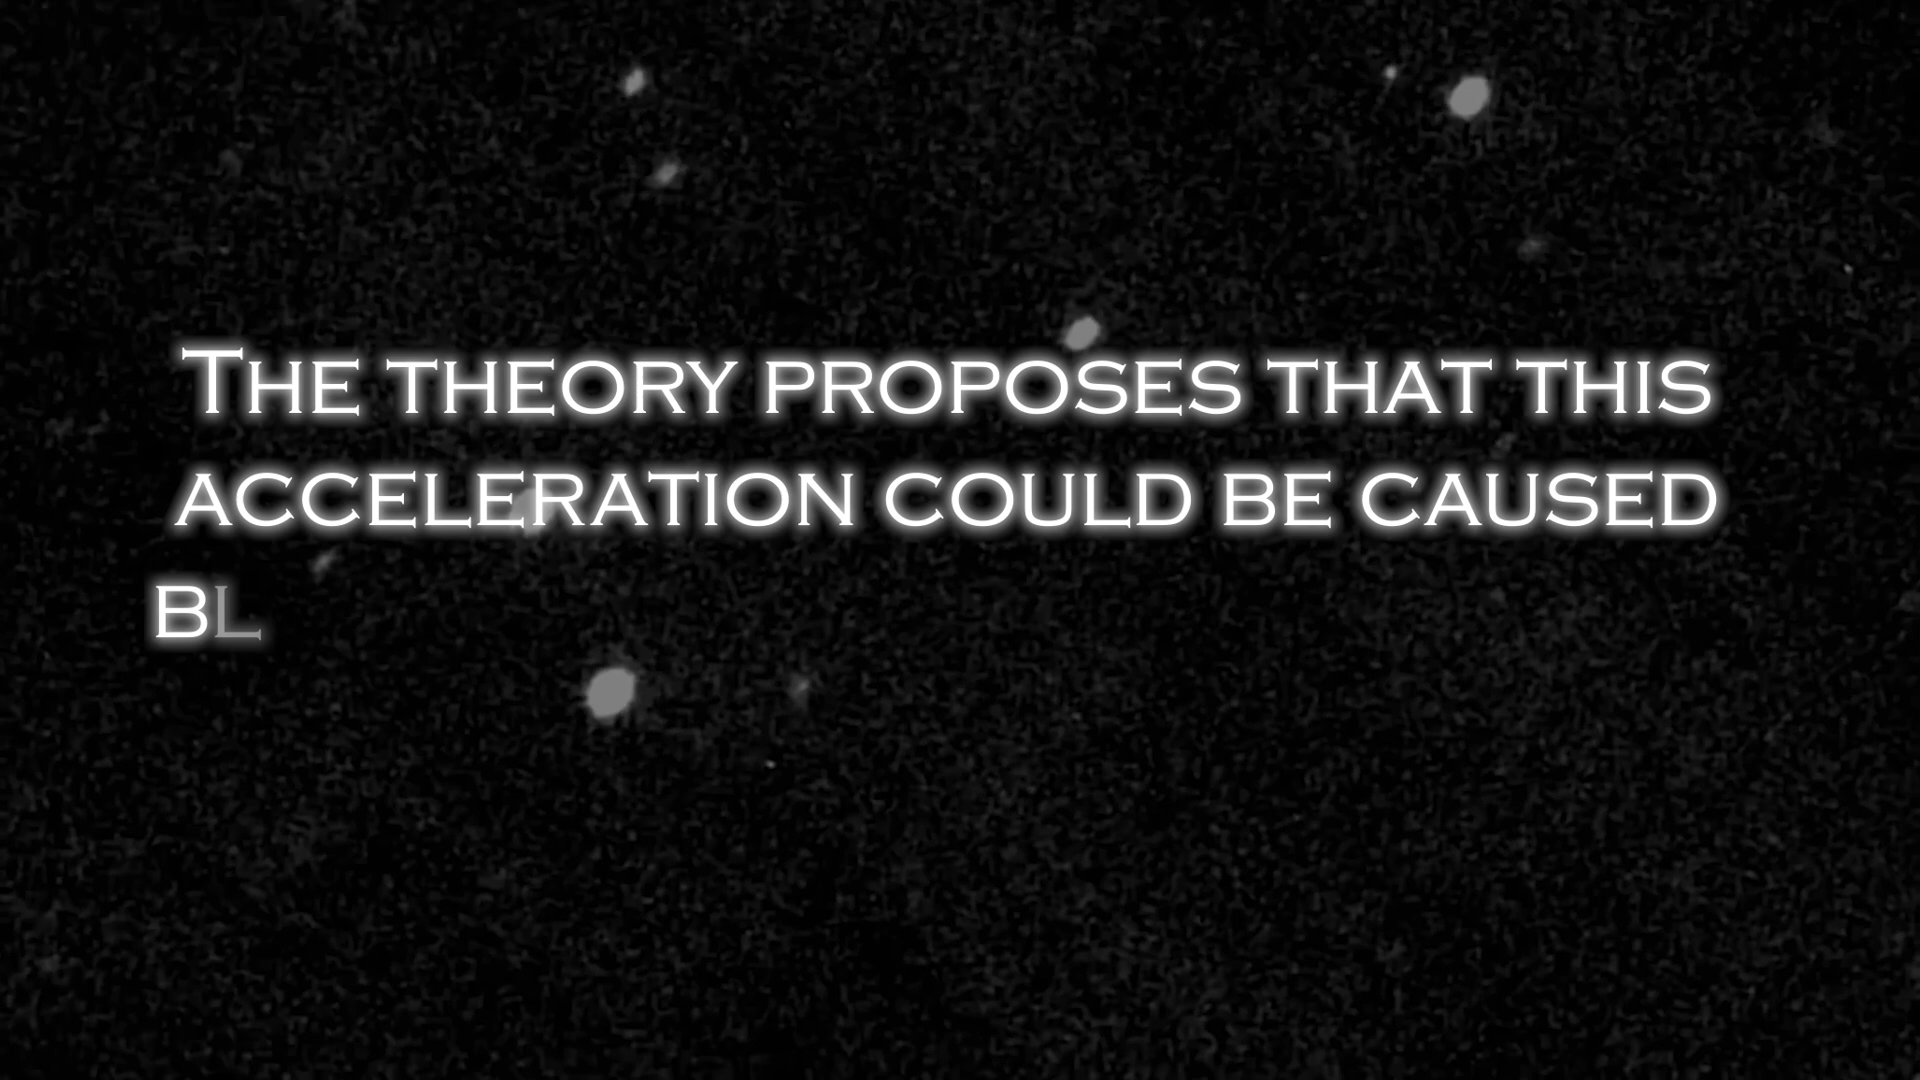 The theory proposes that this
acceleration could be caused
bl